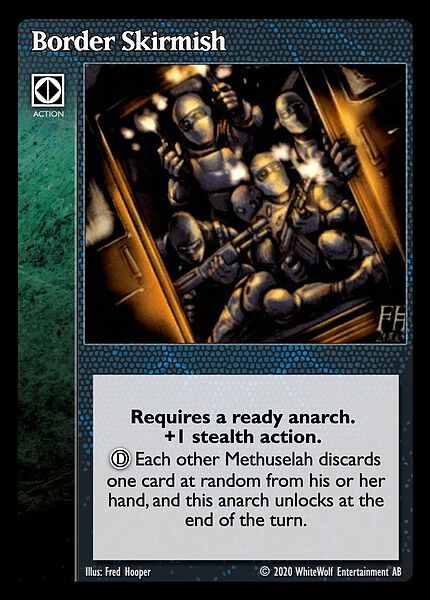 Border Skirmish
ACTION
FH
Requires a ready anarch.
+1 stealth action.
Ⓓ Each other Methuselah discards
one card at random from his or her
hand, and this anarch unlocks at the
end of the turn.
Illus: Fred Hooper © 2020 WhiteWolf Entertainment AB